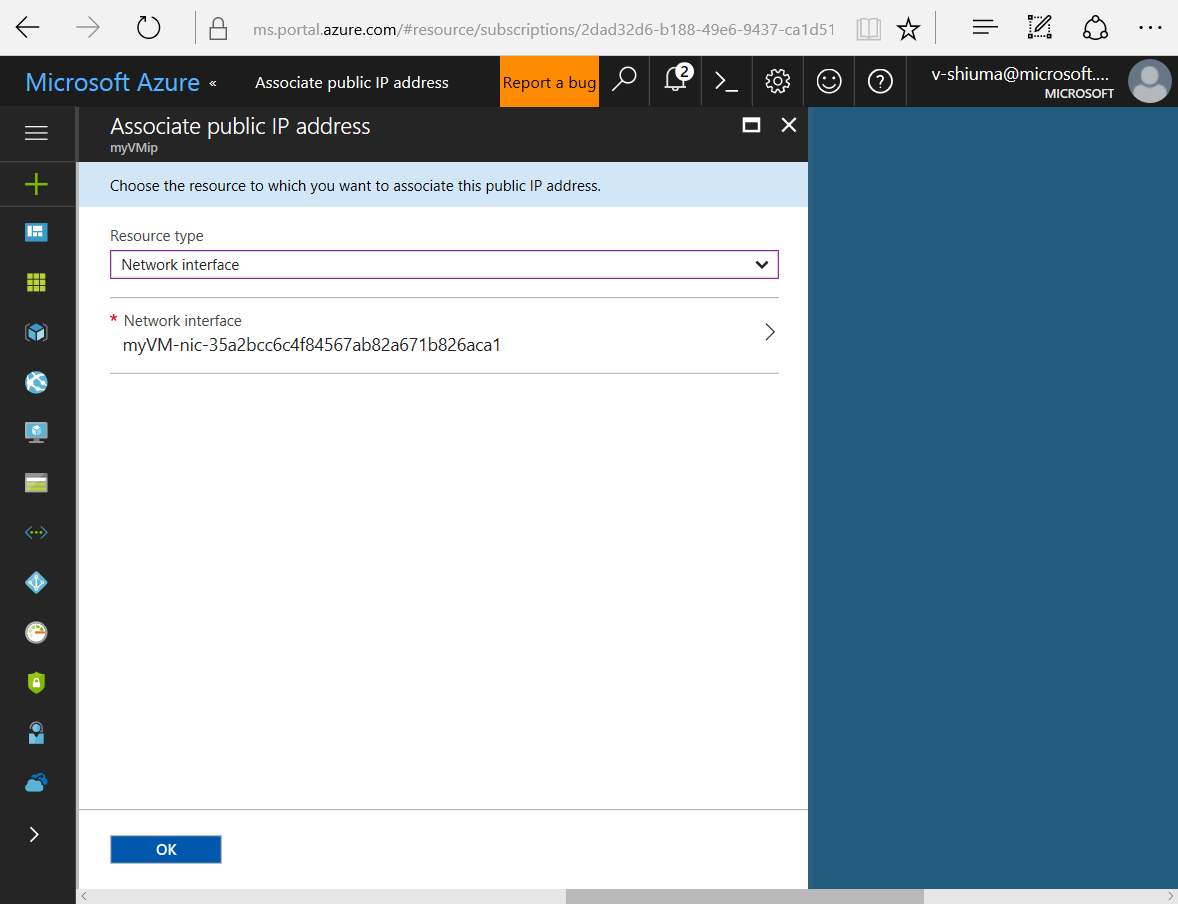 ms.portal.azure.com/#resource/subscriptions/2dad32d6-b188-49e6-9437-ca1d51
Microsoft Azure «
Associate public IP address
Report a bug
2
v-shiuma@microsoft....
MICROSOFT
Associate public IP address
myVMip
Choose the resource to which you want to associate this public IP address.
Resource type
Network interface
* Network interface
myVM-nic-35a2bcc6c4f84567ab82a671b826aca1
OK